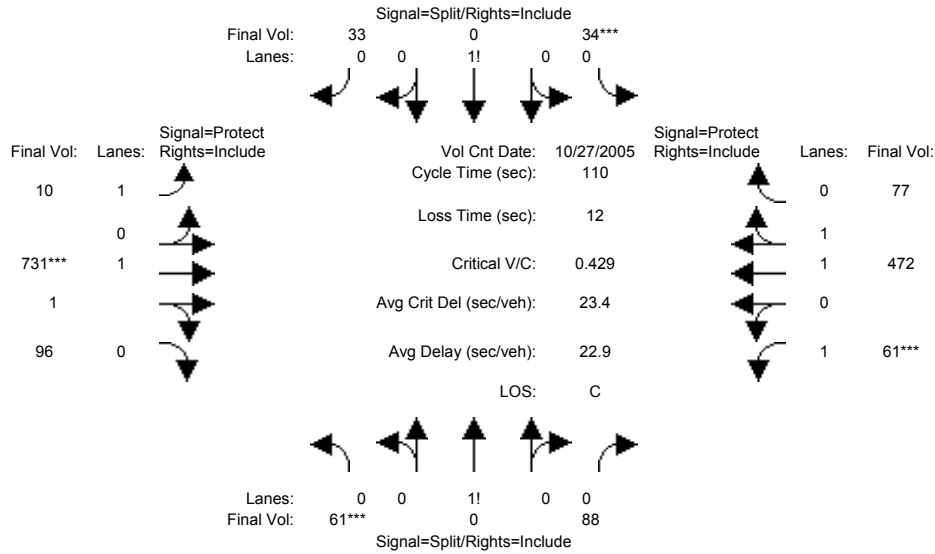 Signal=Split/Rights=Include
Final Vol: 33 0 34***
Lanes: 0 0 1! 0 0
Signal=Protect Signal=Protect
Final Vol: Lanes: Rights=Include Vol Cnt Date: 10/27/2005 Rights=Include Lanes: Final Vol:
Cycle Time (sec): 110
10 1 0 77
Loss Time (sec): 12
0 1
731*** 1 Critical V/C: 0.429 1 472
1 Avg Crit Del (sec/veh): 23.4 0
96 0 Avg Delay (sec/veh): 22.9 1 61***
LOS: C
Lanes: 0 0 1! 0 0
Final Vol: 61*** 0 88
Signal=Split/Rights=Include